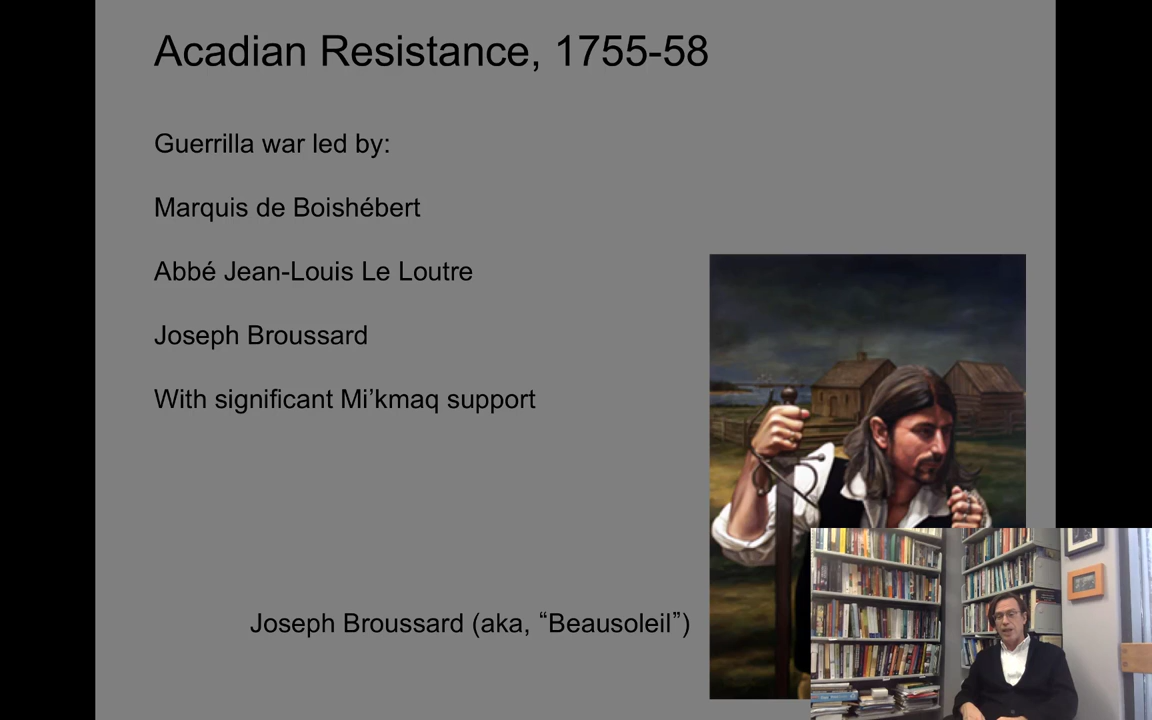 Acadian Resistance, 1755-58
Guerrilla war led by:
Marquis de Boishébert
Abbé Jean-Louis Le Loutre
Joseph Broussard
With significant Mi’kmaq support
Joseph Broussard (aka, “Beausoleil”)